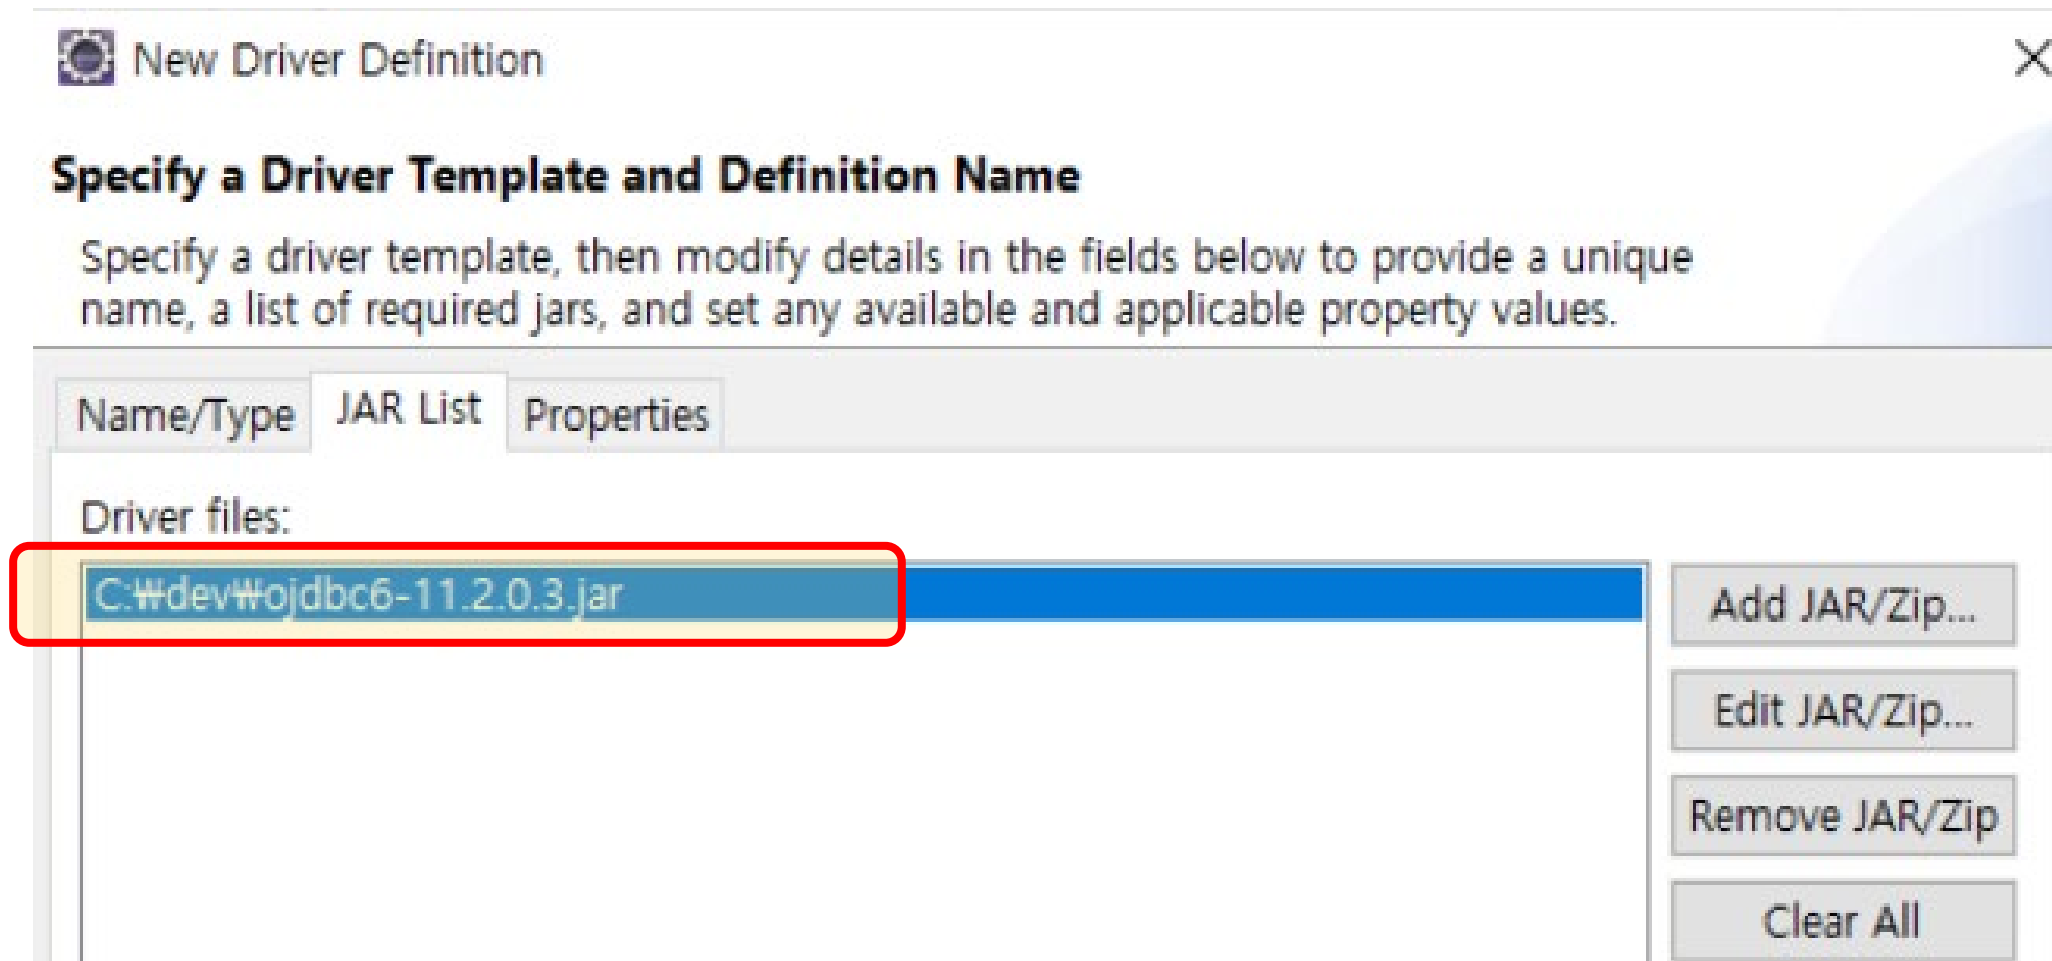 New Driver Definition
Specify a Driver Template and Definition Name
Specify a driver template, then modify details in the fields below to provide a unique
name, a list of required jars, and set any available and applicable property values.
Name/Type JAR List Properties
Driver files:
C:₩dev₩ojdbc6-11.2.0.3.jar
Add JAR/Zip...
Edit JAR/Zip...
Remove JAR/Zip
Clear All